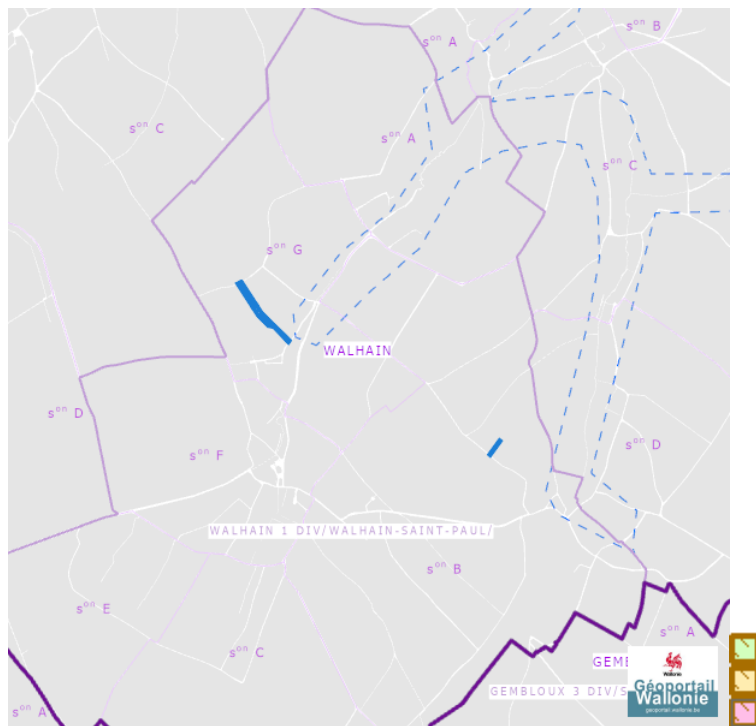 sᵒⁿ B
sᵒⁿ A
sᵒⁿ C
sᵒⁿ A
sᵒⁿ C
sᵒⁿ G
WALHAIN
sᵒⁿ D
sᵒⁿ F
sᵒⁿ D
WALHAIN 1 DIV/WALHAIN-SAINT-PAUL/
sᵒⁿ B
sᵒⁿ E
sᵒⁿ A
sᵒⁿ C
GEMBLOUX 3 DIV/S
sᵒⁿ A
Wallonie
Géoportail
Wallonie
geoportail.wallonie.be